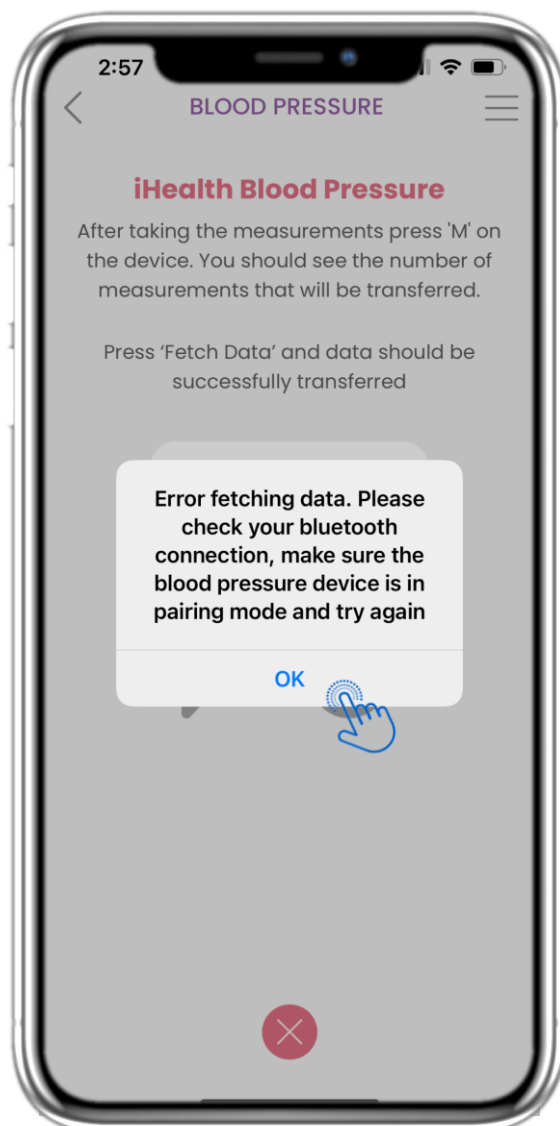 2:57
BLOOD PRESSURE
iHealth Blood Pressure
After taking the measurements press 'M' on
the device. You should see the number of
measurements that will be transferred.
Press ‘Fetch Data’ and data should be
successfully transferred
Error fetching data. Please
check your bluetooth
connection, make sure the
blood pressure device is in
pairing mode and try again
OK